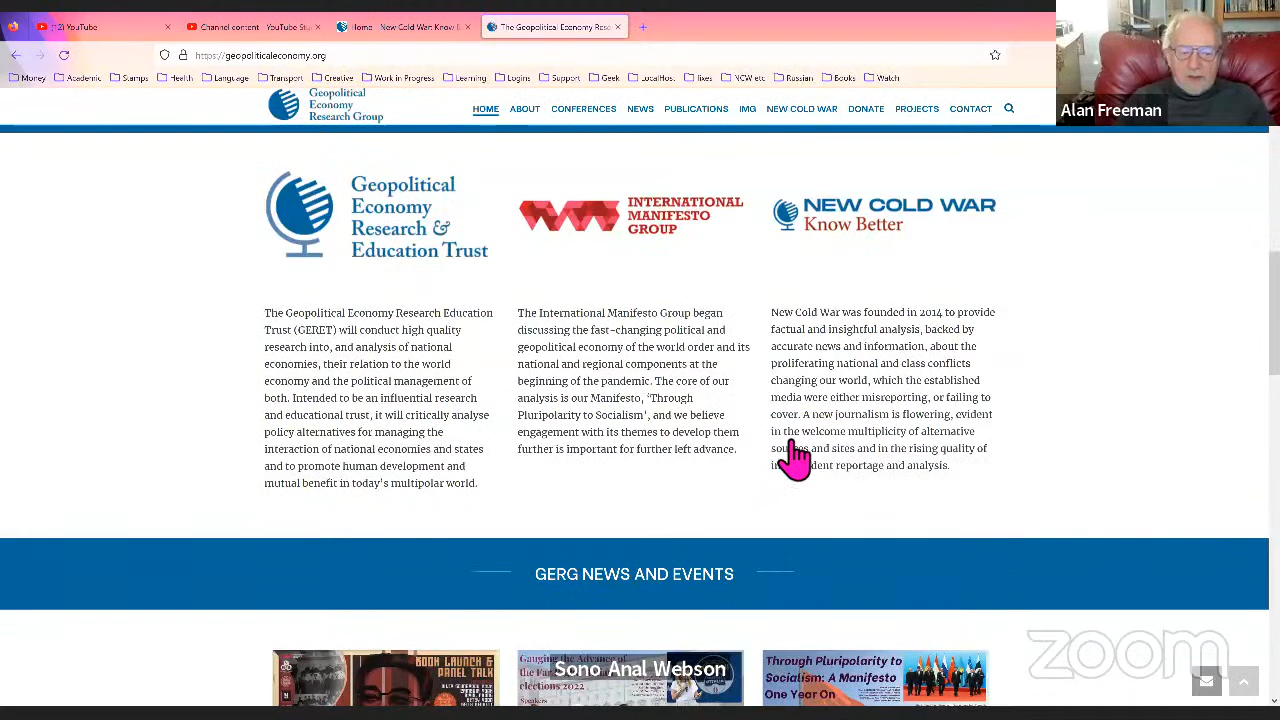 (12) YouTube
Channel content - YouTube Stu
Home - New Cold War: Know B
The Geopolitical Economy Rese
https://geopoliticaleconomy.org
Money
Academic
Stamps
Health
Language
Transport
Creative
Work in Progress
Learning
Logins
Support
Geek
LocalHost
fixes
NCW etc
Russian
Books
Watch
Alan Freeman
Geopolitical
Economy
Research Group
HOME ABOUT CONFERENCES NEWS PUBLICATIONS IMG NEW COLD WAR DONATE PROJECTS CONTACT
Geopolitical
Economy
Research &
Education Trust
The Geopolitical Economy Research Education
Trust (GERET) will conduct high quality
research into, and analysis of national
economies, their relation to the world
economy and the political management of
both. Intended to be an influential research
and educational trust, it will critically analyse
policy alternatives for managing the
interaction of national economies and states
and to promote human development and
mutual benefit in today's multipolar world.
INTERNATIONAL
MANIFESTO
GROUP
The International Manifesto Group began
discussing the fast-changing political and
geopolitical economy of the world order and its
national and regional components at the
beginning of the pandemic. The core of our
analysis is our Manifesto, ‘Through
Pluripolarity to Socialism’, and we believe
engagement with its themes to develop them
further is important for further left advance.
NEW COLD WAR
Know Better
New Cold War was founded in 2014 to provide
factual and insightful analysis, backed by
accurate news and information, about the
proliferating national and class conflicts
changing our world, which the established
media were either misreporting, or failing to
cover. A new journalism is flowering, evident
in the welcome multiplicity of alternative
and sites and in the rising quality of
reportage and analysis.
GERG NEWS AND EVENTS
BOOK LAUNCH &
PANEL TALK
Gauging the Advance of
elections 2022
Speakers
Sono Anal Webson
Through Pluripolarity to
Socialism: A Manifesto
One Year On
zoom